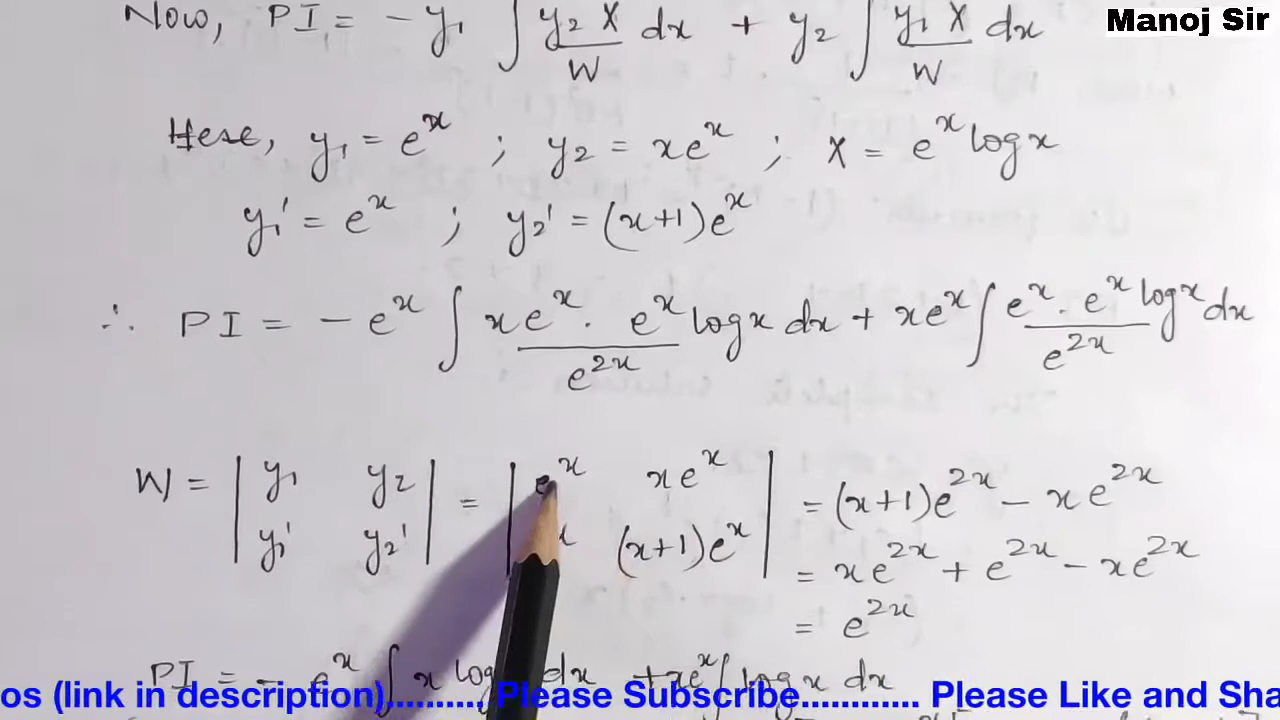 Manoj Sir
Now, PI = - y₁ ∫ y₂ X / W dx + y₂ ∫ y₁ X / W dx
Here, y₁ = eˣ ; y₂ = xeˣ ; X = eˣ log x
y₁' = eˣ ; y₂' = (x+1)eˣ
∴ PI = - eˣ ∫ xeˣ · eˣ / e²ˣ log x dx + xeˣ ∫ eˣ · eˣ / e²ˣ log x dx
W = | y₁ y₂ | = | eˣ xeˣ | = (x+1)e²ˣ - xe²ˣ
| y₁' y₂' | | x (x+1)eˣ | = xe²ˣ + e²ˣ - xe²ˣ
= e²ˣ
PI = - eˣ ∫ x log dx + xeˣ ∫ log x dx
os (link in description).......... Please Subscribe............. Please Like and Sha